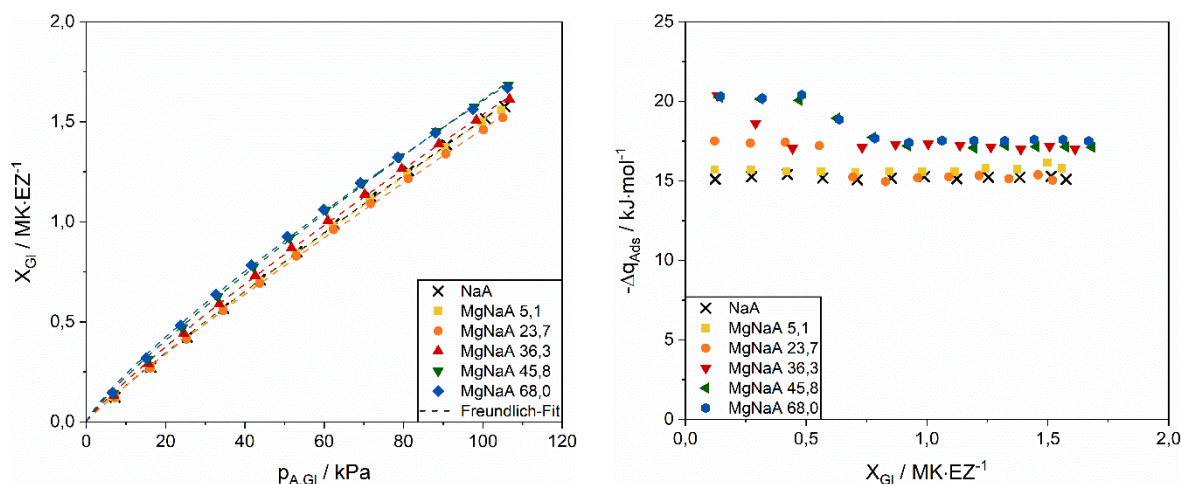 2,0
1,5
1,0
0,5
0,0
X_GI / MK·EZ⁻¹
0 20 40 60 80 100 120
p_A,GI / kPa
NaA
MgNaA 5,1
MgNaA 23,7
MgNaA 36,3
MgNaA 45,8
MgNaA 68,0
Freundlich-Fit
25
20
15
10
5
0
-Δq_Ads / kJ·mol⁻¹
0,0 0,5 1,0 1,5 2,0
X_GI / MK·EZ⁻¹
NaA
MgNaA 5,1
MgNaA 23,7
MgNaA 36,3
MgNaA 45,8
MgNaA 68,0